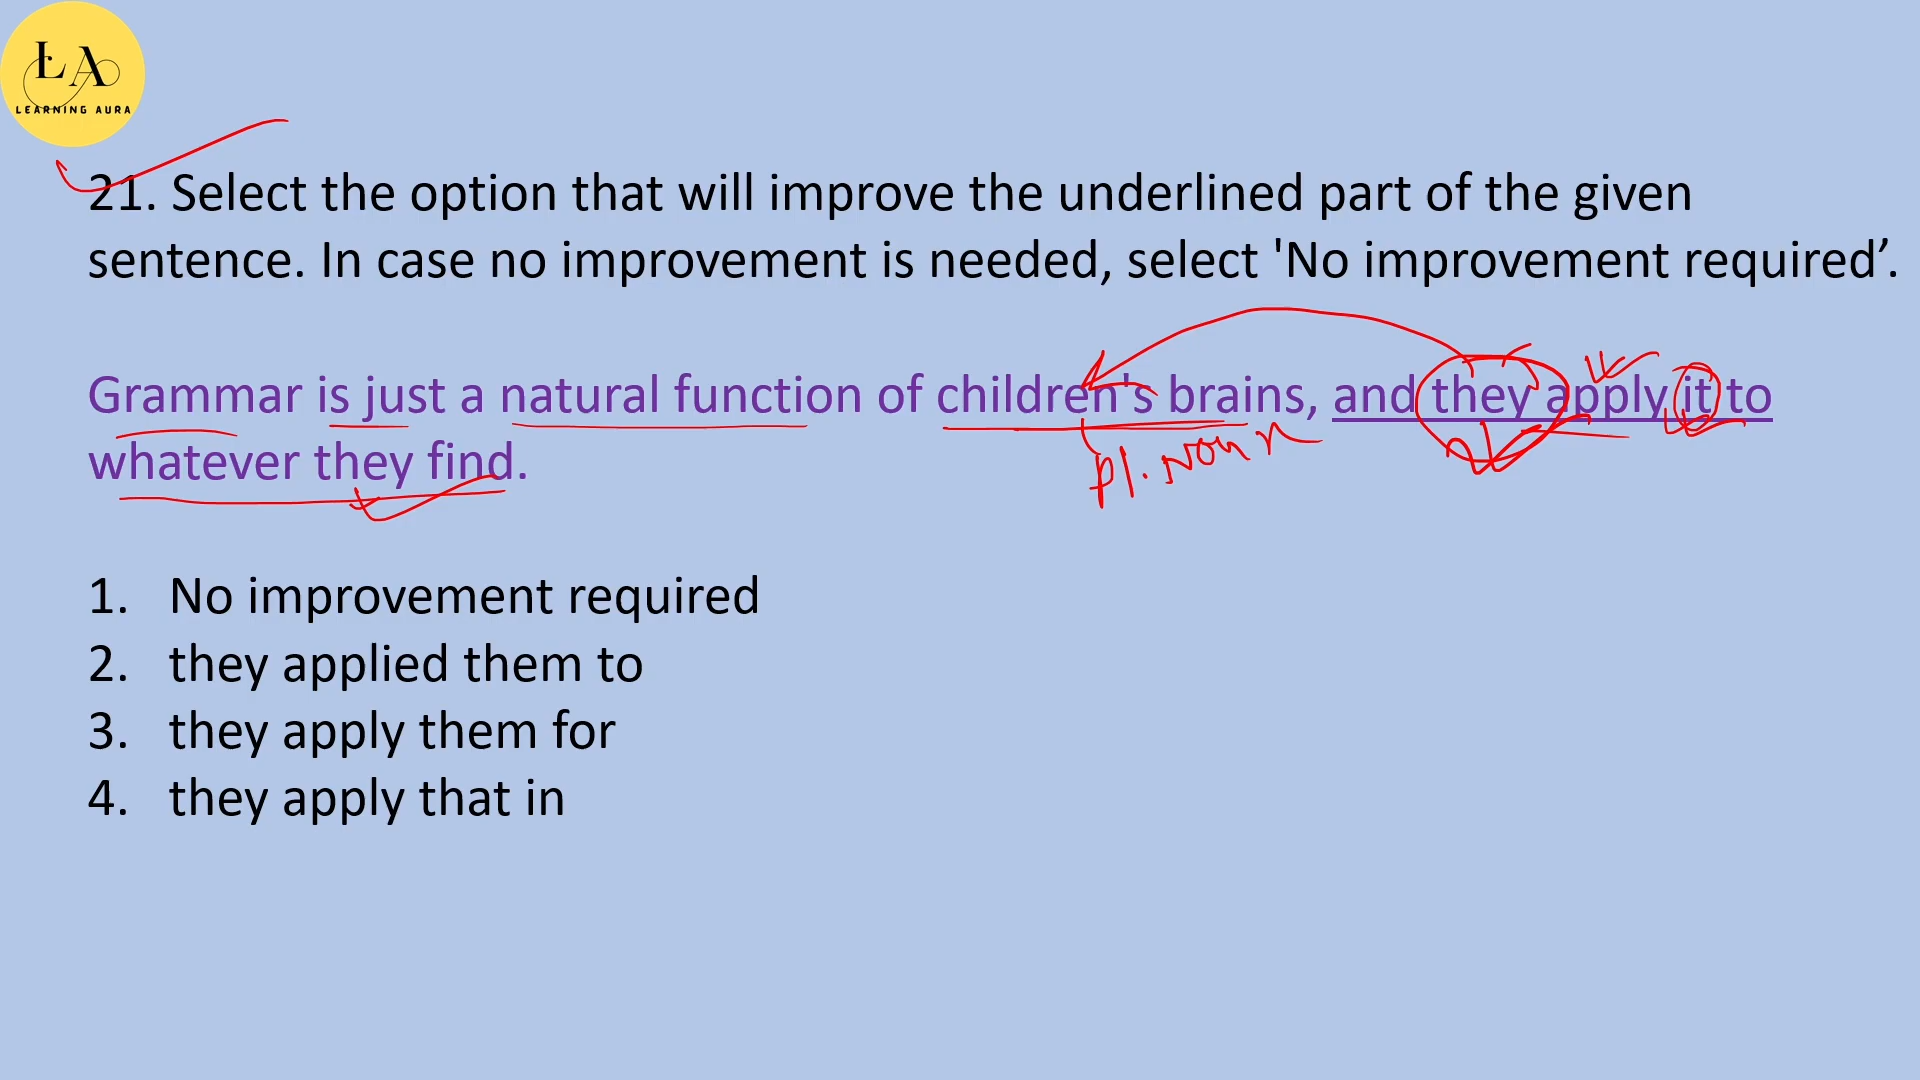 LA
LEARNING AURA
21. Select the option that will improve the underlined part of the given
sentence. In case no improvement is needed, select 'No improvement required’.
Grammar is just a natural function of children's brains, and they apply it to
whatever they find.
pl. Noun
1. No improvement required
2. they applied them to
3. they apply them for
4. they apply that in